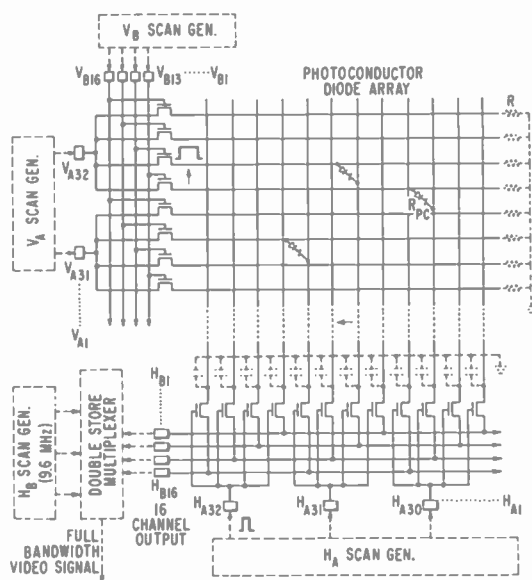 V_B SCAN GEN.
V_B16 V_B13 V_B1
PHOTOCONDUCTOR
DIODE ARRAY
R
V_A SCAN GEN.
V_A32
R_PC
V_A31
V_A1
H_B SCAN GEN.
(9.6 MHz)
DOUBLE STORE
MULTIPLEXER
H_B1
H_B16
16
CHANNEL
OUTPUT
H_A32 H_A31 H_A30 H_A1
FULL
BANDWIDTH
VIDEO SIGNAL
H_A SCAN GEN.